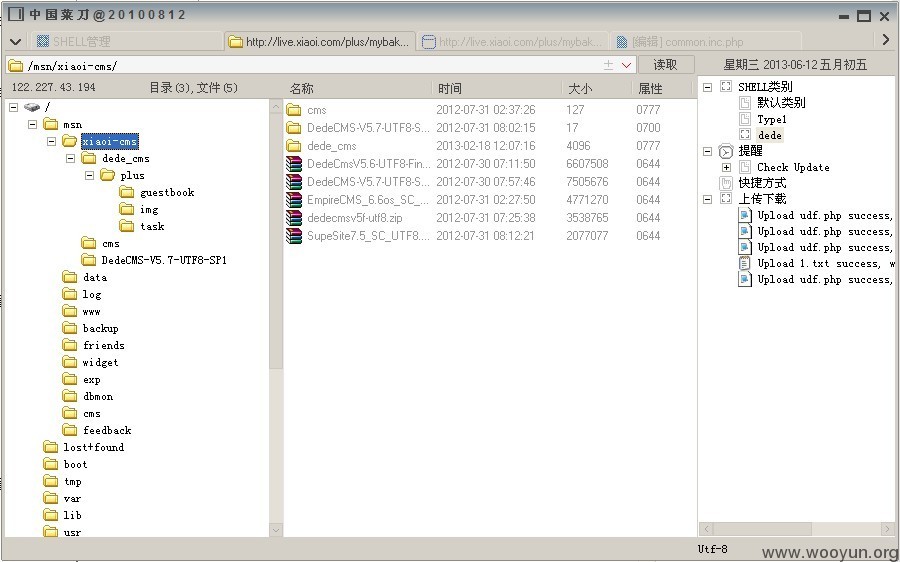 中国菜刀@20100812
SHELL管理
http://live.xiaoi.com/plus/mybak...
http://live.xiaoi.com/plus/mybak...
[编辑] common.inc.php
/msn/xiaoi-cms/
读取
星期三 2013-06-12 五月初五
122.227.43.194
目录(3),文件(5)
/
msn
xiaoi-cms
dede_cms
plus
guestbook
img
task
cms
DedeCMS-V5.7-UTF8-SP1
data
log
www
backup
friends
widget
exp
dbmon
cms
feedback
lost+found
boot
tmp
var
lib
usr
名称 时间 大小 属性
cms 2012-07-31 02:37:26 127 0777
DedeCMS-V5.7-UTF8-S... 2012-07-31 08:02:15 17 0700
dede_cms 2013-02-18 12:07:16 4096 0777
DedeCmsV5.6-UTF8-Fin... 2012-07-30 07:11:50 6607508 0644
DedeCMS-V5.7-UTF8-S... 2012-07-30 07:57:46 7505676 0644
EmpireCMS_6.6os_SC_... 2012-07-31 02:27:50 4771270 0644
dedecmsv5f-utf8.zip 2012-07-31 07:25:38 3538765 0644
SupeSite7.5_SC_UTF8... 2012-07-31 08:12:21 2077077 0644
SHELL类别
默认类别
Type1
dede
提醒
Check Update
快捷方式
上传下载
Upload udf.php success,
Upload udf.php success,
Upload udf.php success,
Upload 1.txt success, w
Upload udf.php success,
Utf-8
www.wooyun.org